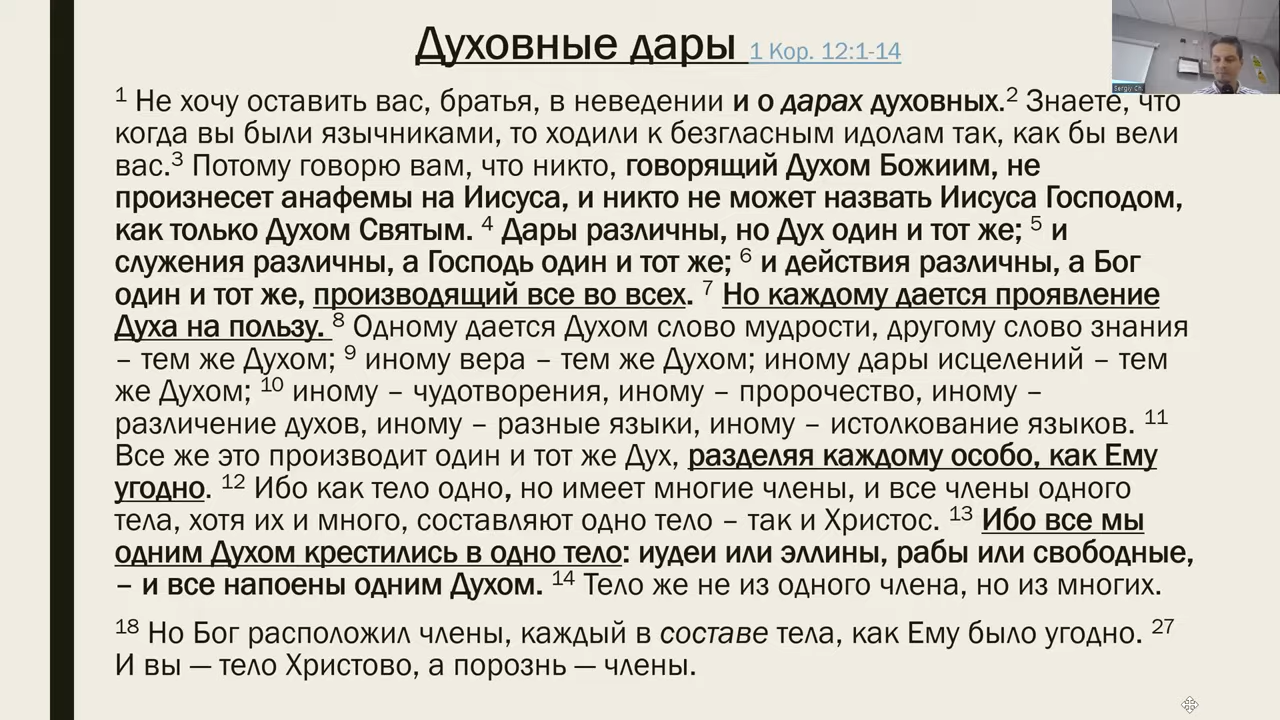 Духовные дары 1 Кор. 12:1-14
Sergiy Ch.
1 Не хочу оставить вас, братья, в неведении и о дарах духовных.2 Знаете, что
когда вы были язычниками, то ходили к безгласным идолам так, как бы вели
вас.3 Потому говорю вам, что никто, говорящий Духом Божиим, не
произнесет анафемы на Иисуса, и никто не может назвать Иисуса Господом,
как только Духом Святым. 4 Дары различны, но Дух один и тот же; 5 и
служения различны, а Господь один и тот же; 6 и действия различны, а Бог
один и тот же, производящий все во всех. 7 Но каждому дается проявление
Духа на пользу. 8 Одному дается Духом слово мудрости, другому слово знания
– тем же Духом; 9 иному вера – тем же Духом; иному дары исцелений – тем
же Духом; 10 иному – чудотворения, иному – пророчество, иному –
различение духов, иному – разные языки, иному – истолкование языков. 11
Все же это производит один и тот же Дух, разделяя каждому особо, как Ему
угодно. 12 Ибо как тело одно, но имеет многие члены, и все члены одного
тела, хотя их и много, составляют одно тело – так и Христос. 13 Ибо все мы
одним Духом крестились в одно тело: иудеи или эллины, рабы или свободные,
– и все напоены одним Духом. 14 Тело же не из одного члена, но из многих.
18 Но Бог расположил члены, каждый в составе тела, как Ему было угодно. 27
И вы — тело Христово, а порознь — члены.